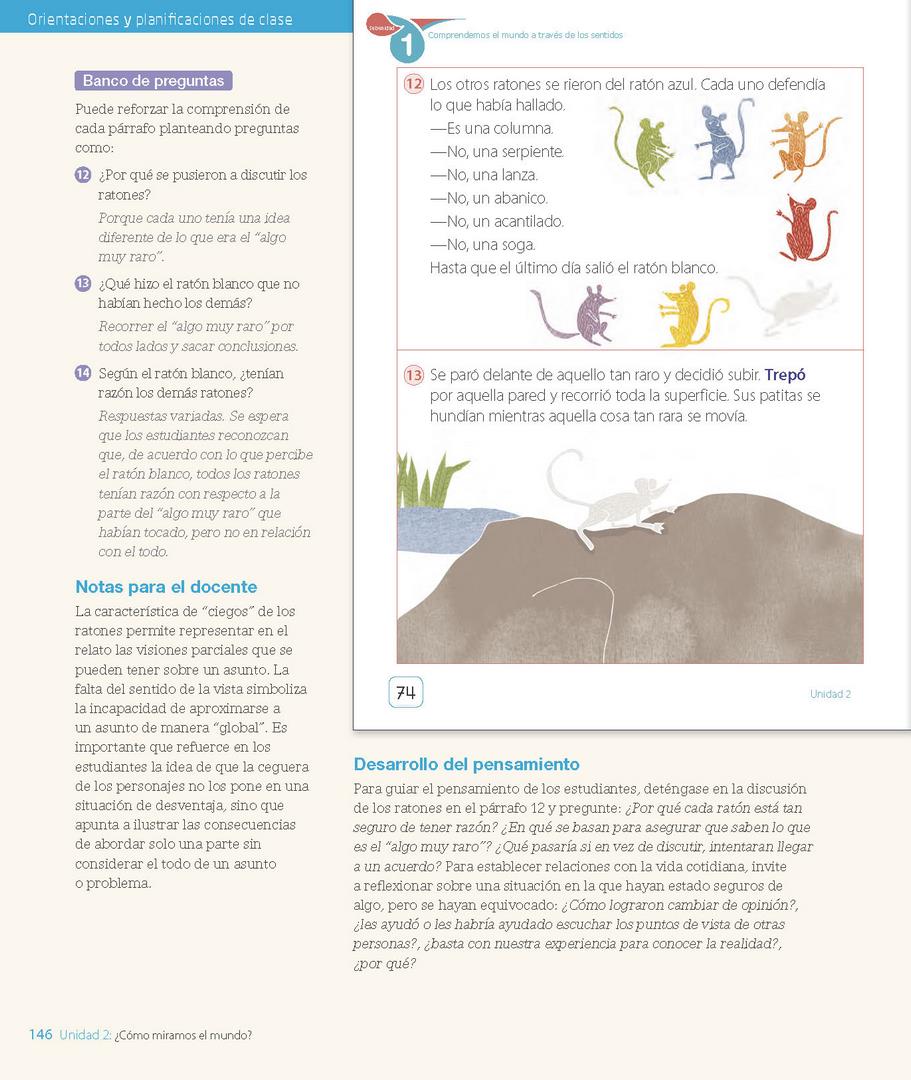 Orientaciones y planificaciones de clase
Banco de preguntas
Puede reforzar la comprensión de
cada párrafo planteando preguntas
como:
12 ¿Por qué se pusieron a discutir los
ratones?
Porque cada uno tenía una idea
diferente de lo que era el “algo
muy raro”.
13 ¿Qué hizo el ratón blanco que no
habían hecho los demás?
Recorrer el “algo muy raro” por
todos lados y sacar conclusiones.
14 Según el ratón blanco, ¿tenían
razón los demás ratones?
Respuestas variadas. Se espera
que los estudiantes reconozcan
que, de acuerdo con lo que percibe
el ratón blanco, todos los ratones
tenían razón con respecto a la
parte del “algo muy raro” que
habían tocado, pero no en relación
con el todo.
Notas para el docente
La característica de “ciegos” de los
ratones permite representar en el
relato las visiones parciales que se
pueden tener sobre un asunto. La
falta del sentido de la vista simboliza
la incapacidad de aproximarse a
un asunto de manera “global”. Es
importante que refuerce en los
estudiantes la idea de que la ceguera
de los personajes no los pone en una
situación de desventaja, sino que
apunta a ilustrar las consecuencias
de abordar solo una parte sin
considerar el todo de un asunto
o problema.
Subunidad
1
Comprendemos el mundo a través de los sentidos
12 Los otros ratones se rieron del ratón azul. Cada uno defendía
lo que había hallado.
—Es una columna.
—No, una serpiente.
—No, una lanza.
—No, un abanico.
—No, un acantilado.
—No, una soga.
Hasta que el último día salió el ratón blanco.
13 Se paró delante de aquello tan raro y decidió subir. Trepó
por aquella pared y recorrió toda la superficie. Sus patitas se
hundían mientras aquella cosa tan rara se movía.
74
Unidad 2
Desarrollo del pensamiento
Para guiar el pensamiento de los estudiantes, deténgase en la discusión
de los ratones en el párrafo 12 y pregunte: ¿Por qué cada ratón está tan
seguro de tener razón? ¿En qué se basan para asegurar que saben lo que
es el “algo muy raro”? ¿Qué pasaría si en vez de discutir, intentaran llegar
a un acuerdo? Para establecer relaciones con la vida cotidiana, invite
a reflexionar sobre una situación en la que hayan estado seguros de
algo, pero se hayan equivocado: ¿Cómo lograron cambiar de opinión?,
¿les ayudó o les habría ayudado escuchar los puntos de vista de otras
personas?, ¿basta con nuestra experiencia para conocer la realidad?,
¿por qué?
146 Unidad 2: ¿Cómo miramos el mundo?